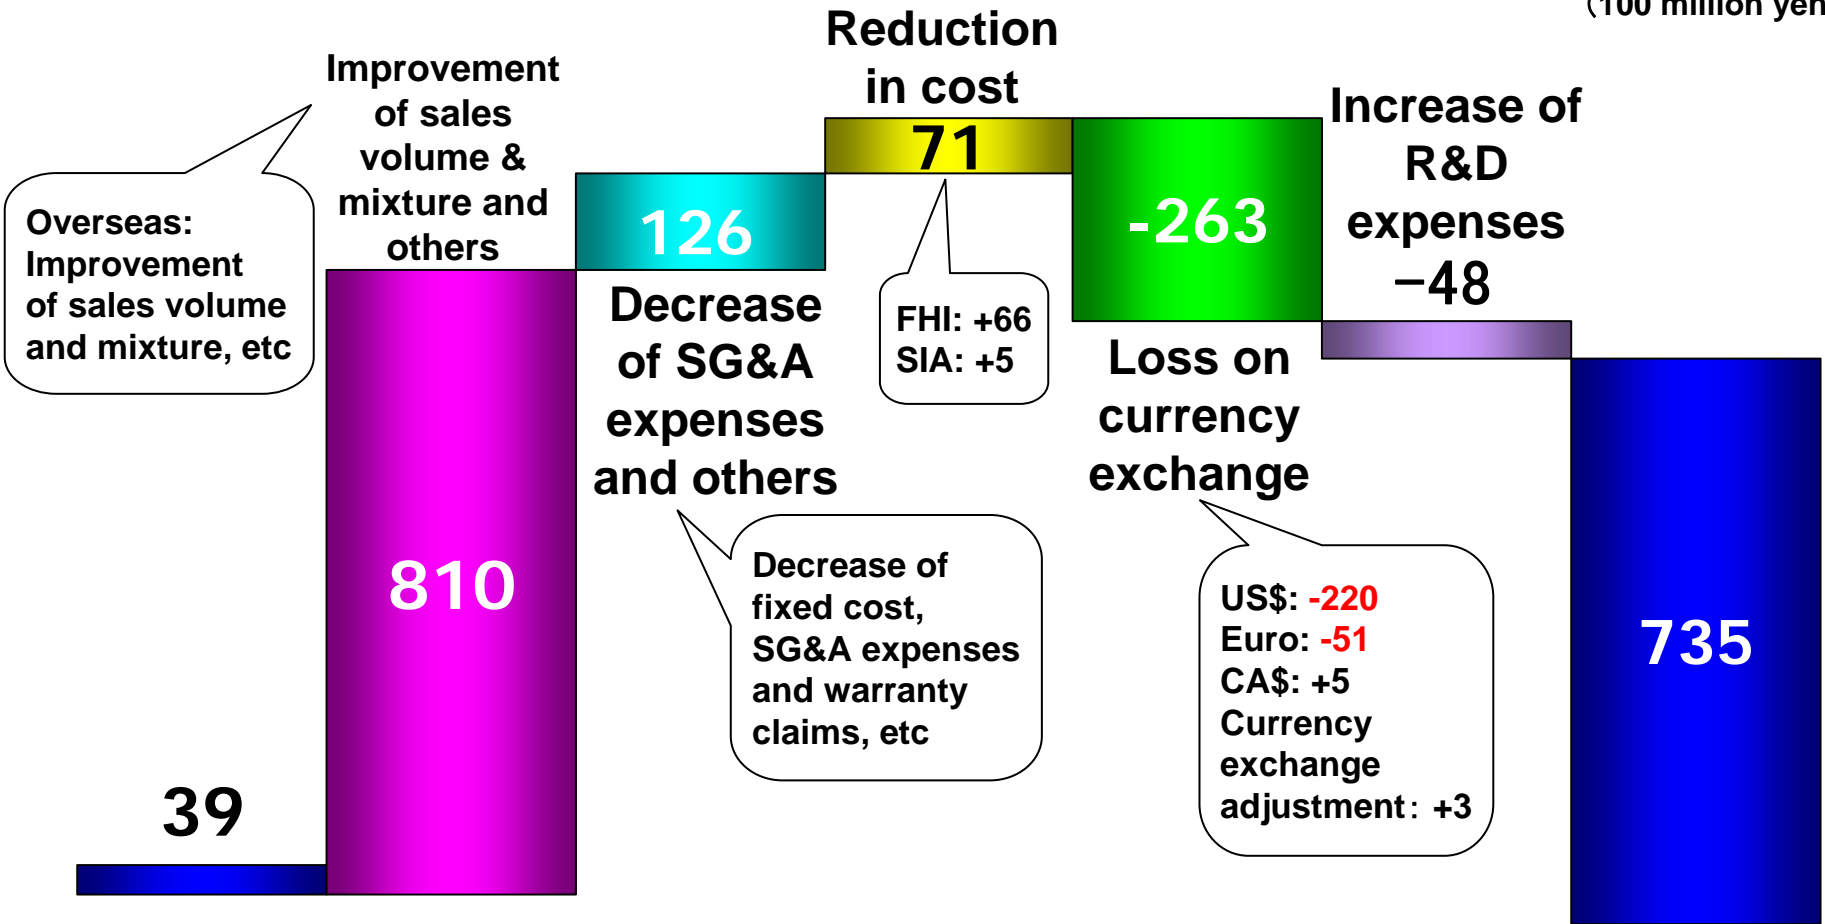 （100 million yen
Reduction
in cost
71
Improvement
of sales
volume &
mixture and
others
Increase of
R&D
expenses
−48
Overseas:
Improvement
of sales volume
and mixture, etc
126
-263
Decrease
of SG&A
expenses
and others
FHI: +66
SIA: +5
Loss on
currency
exchange
810
Decrease of
fixed cost,
SG&A expenses
and warranty
claims, etc
US$: -220
Euro: -51
CA$: +5
Currency
exchange
adjustment: +3
735
39